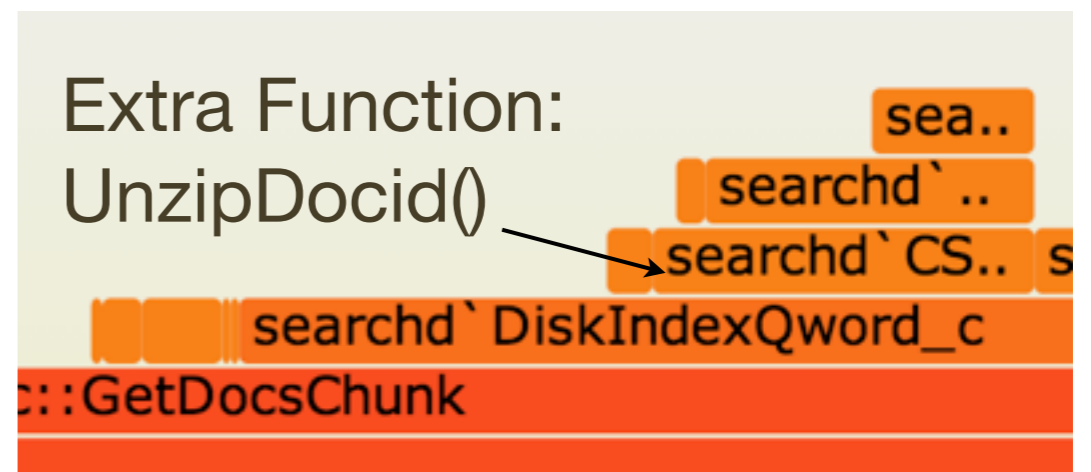 Extra Function:
UnzipDocid()
sea..
searchd`..
searchd`CS.. s
searchd`DiskIndexQword_c
::GetDocsChunk